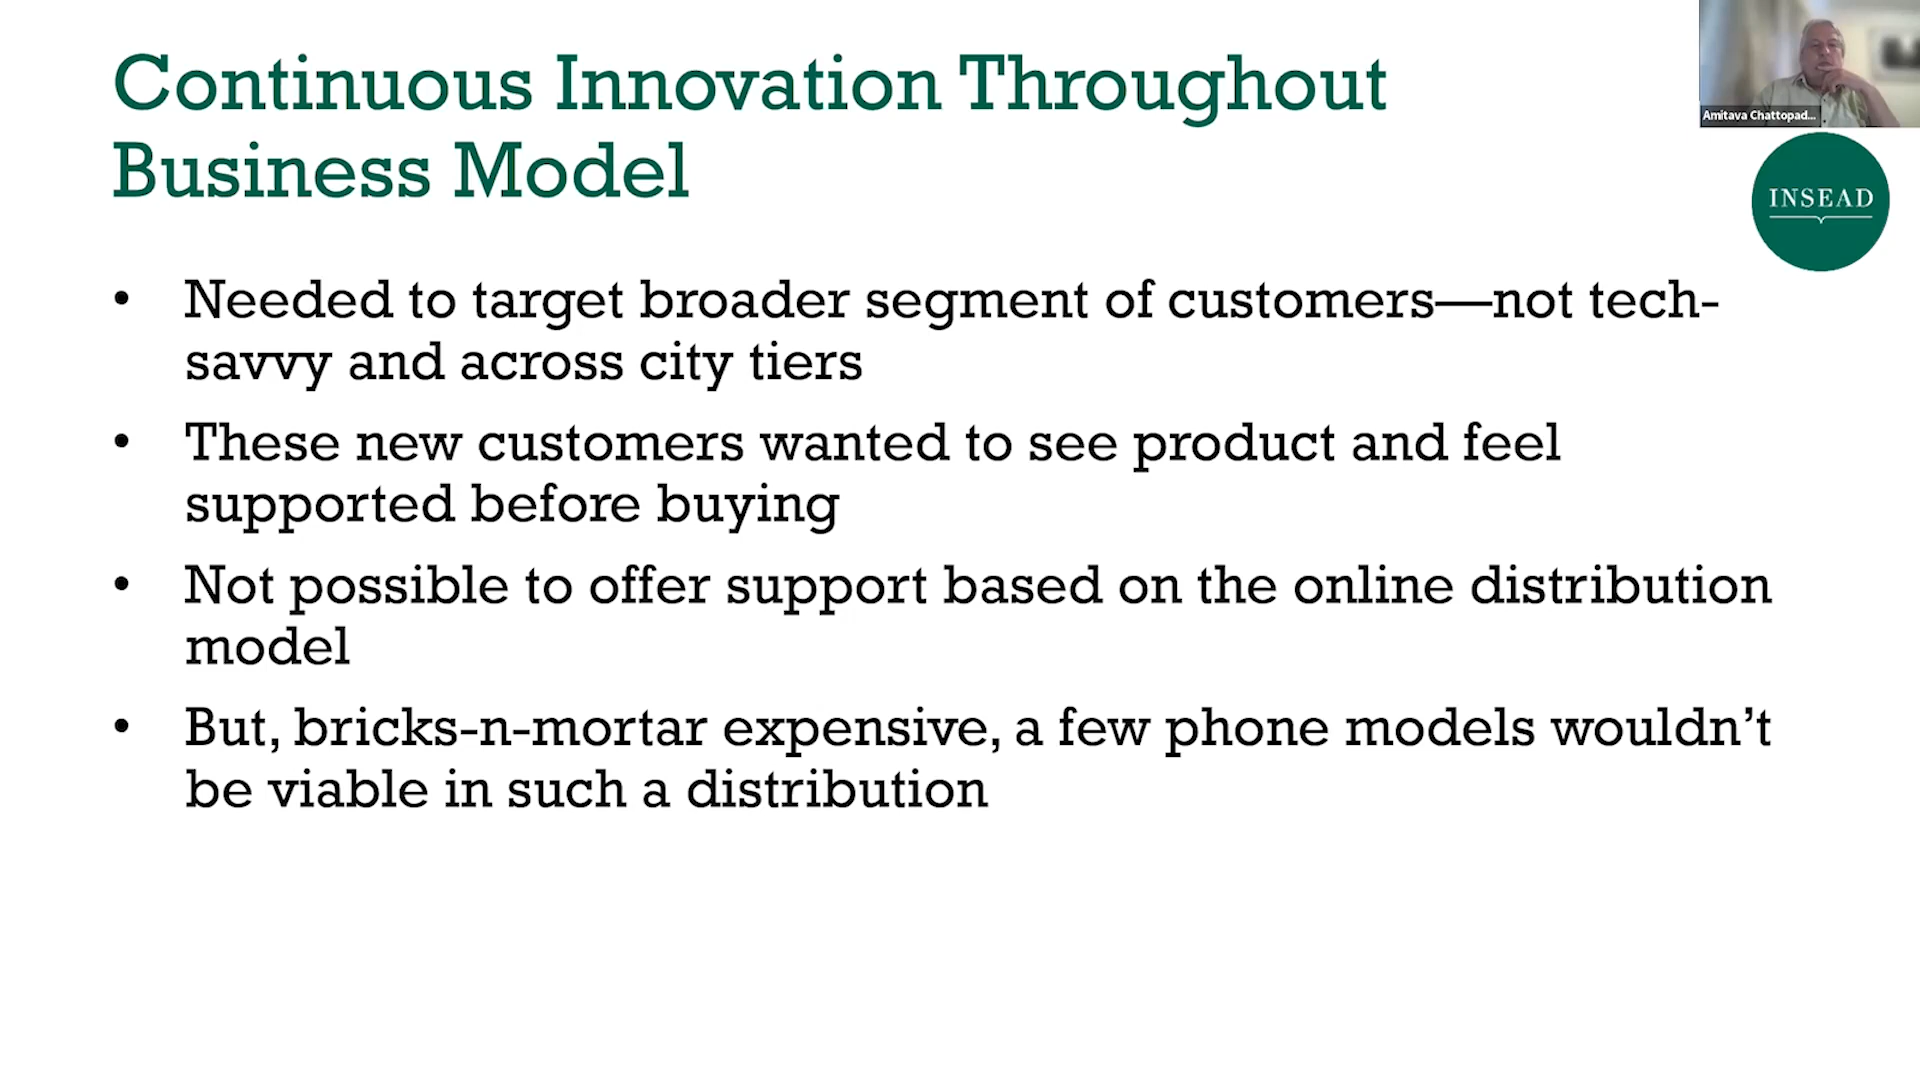 Continuous Innovation Throughout
Business Model
Amitava Chattopad...
INSEAD
• Needed to target broader segment of customers—not tech-
savvy and across city tiers
• These new customers wanted to see product and feel
supported before buying
• Not possible to offer support based on the online distribution
model
• But, bricks-n-mortar expensive, a few phone models wouldn’t
be viable in such a distribution